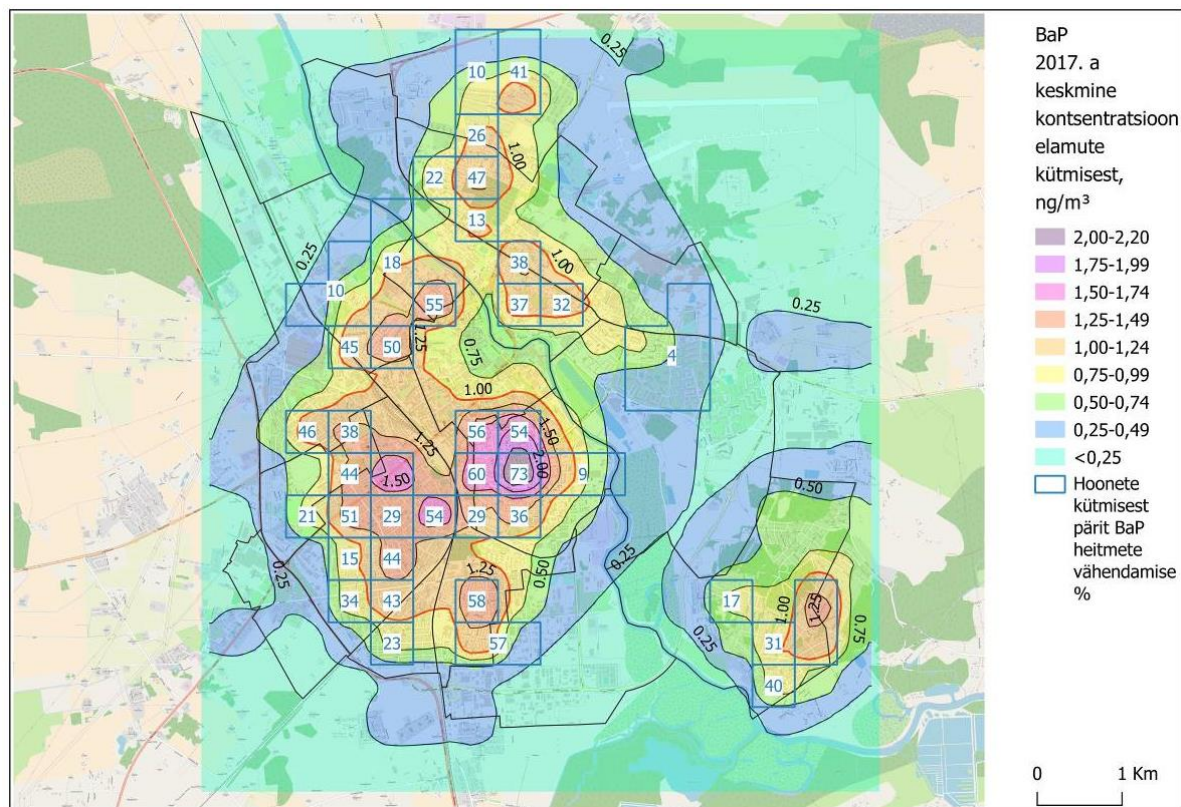 BaP
2017. a
keskmine
kontsentratsioon
elamute
kütmisest,
ng/m³
2,00-2,20
1,75-1,99
1,50-1,74
1,25-1,49
1,00-1,24
0,75-0,99
0,50-0,74
0,25-0,49
<0,25
Hoonete
kütmisest
pärit BaP
heitmete
vähendamise
%
0 1 Km
0.25
10 41
26
1.00
22 47
13
0.25
18 38 1.00
10 55 37 32 0.25
1.25
45 50 0.75 4
1.00
46 38 1.25 56 54 1.50
44 1.50 60 73 2.00 9
0.50
21 51 29 54 29 36
15 44 0.25
0.25 1.25 0.50
34 43 58 17 1.00 1.25
23 57 0.25 31 0.75
40